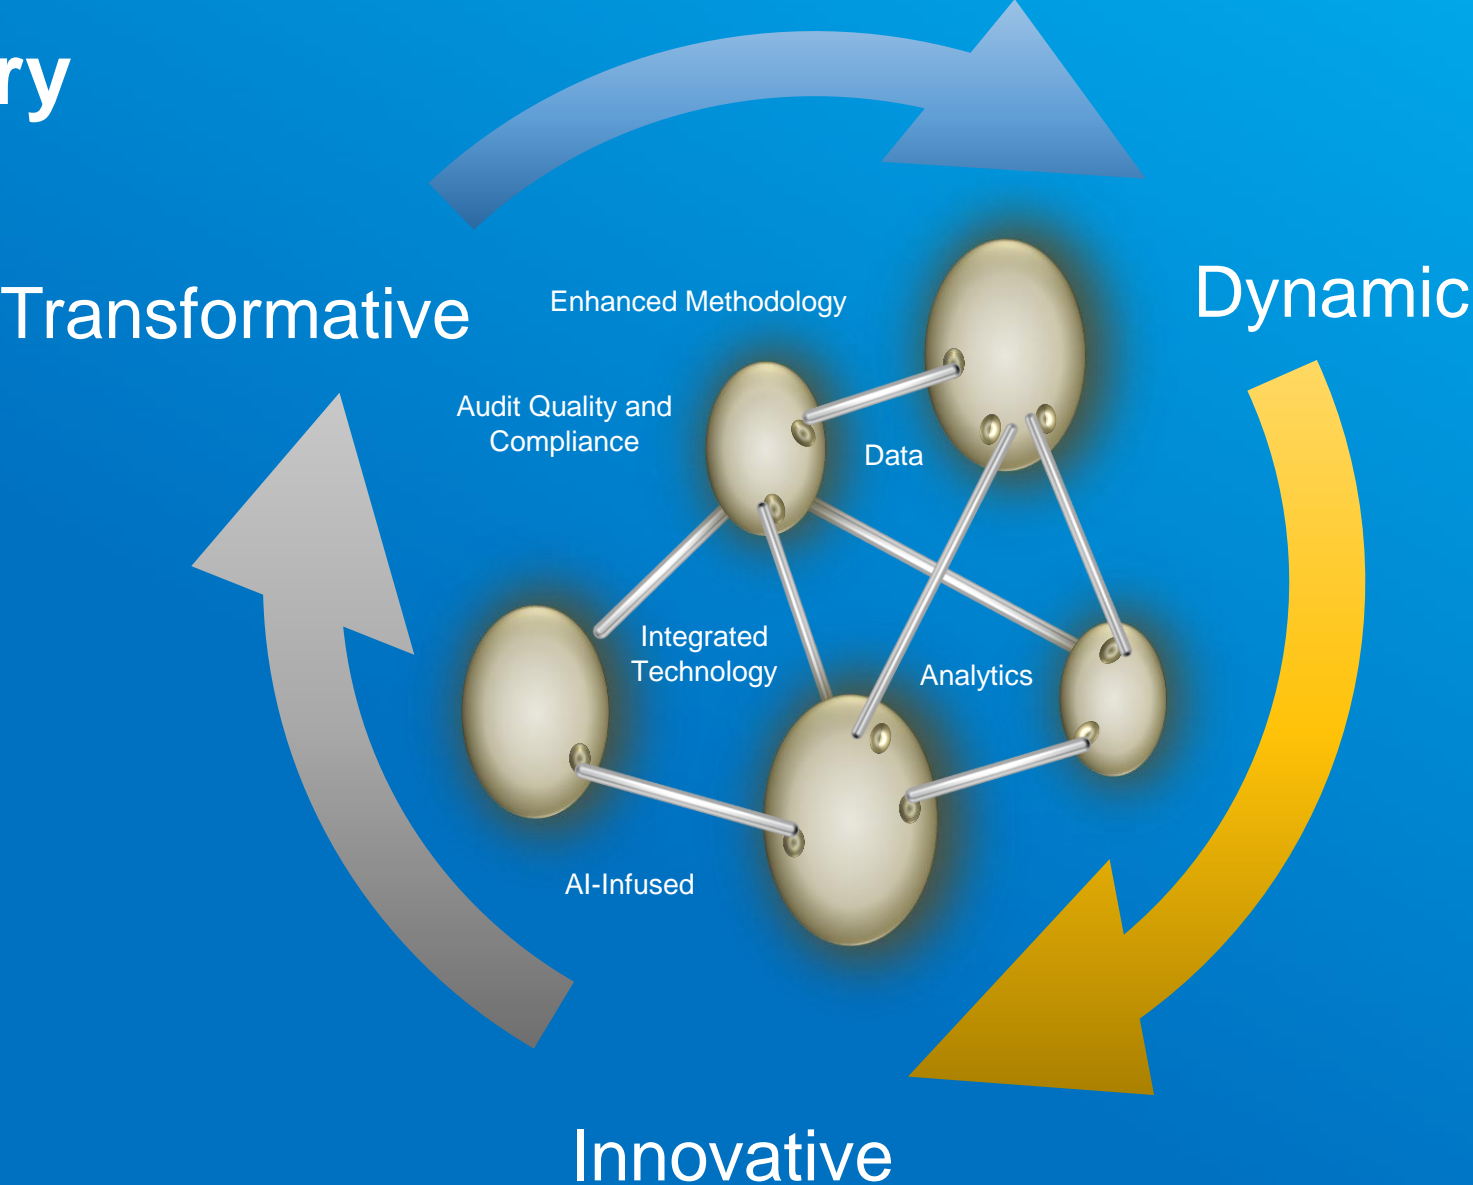 ry
Transformative
Dynamic
Enhanced Methodology
Audit Quality and
Compliance
Data
Integrated
Technology
Analytics
AI-Infused
Innovative